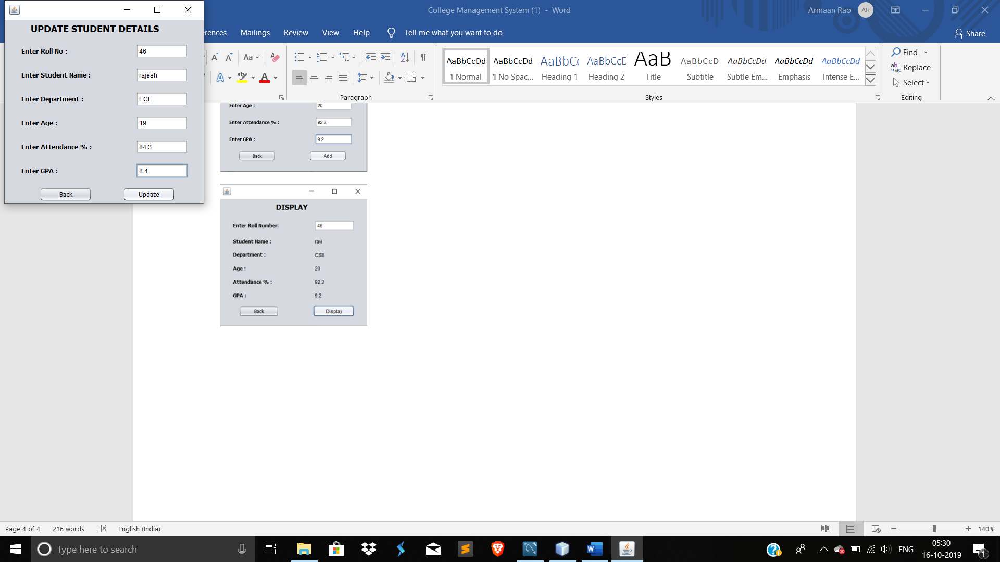 College Management System (1) - Word
Armaan Rao
AR
UPDATE STUDENT DETAILS
Enter Roll No : 46
Enter Student Name : rajesh
Enter Department : ECE
Enter Age : 19
Enter Attendance % : 84.3
Enter GPA : 8.4
Back Update
Mailings Review View Help Tell me what you want to do
Share
Aa
AaBbCcDd AaBbCcDd AaBbCc AaBbCcD AaB AaBbCcD AaBbCcDd AaBbCcDd AaBbCcDd
¶ Normal ¶ No Spac... Heading 1 Heading 2 Title Subtitle Subtle Em... Emphasis Intense E...
Find
Replace
Select
Paragraph Styles Editing
Enter Age : 20
Enter Attendance % : 92.3
Enter GPA : 9.2
Back Add
DISPLAY
Enter Roll Number: 46
Student Name : ravi
Department : CSE
Age : 20
Attendance % : 92.3
GPA : 9.2
Back Display
Page 4 of 4 216 words English (India) 140%
Type here to search
ENG
05:30
16-10-2019
1